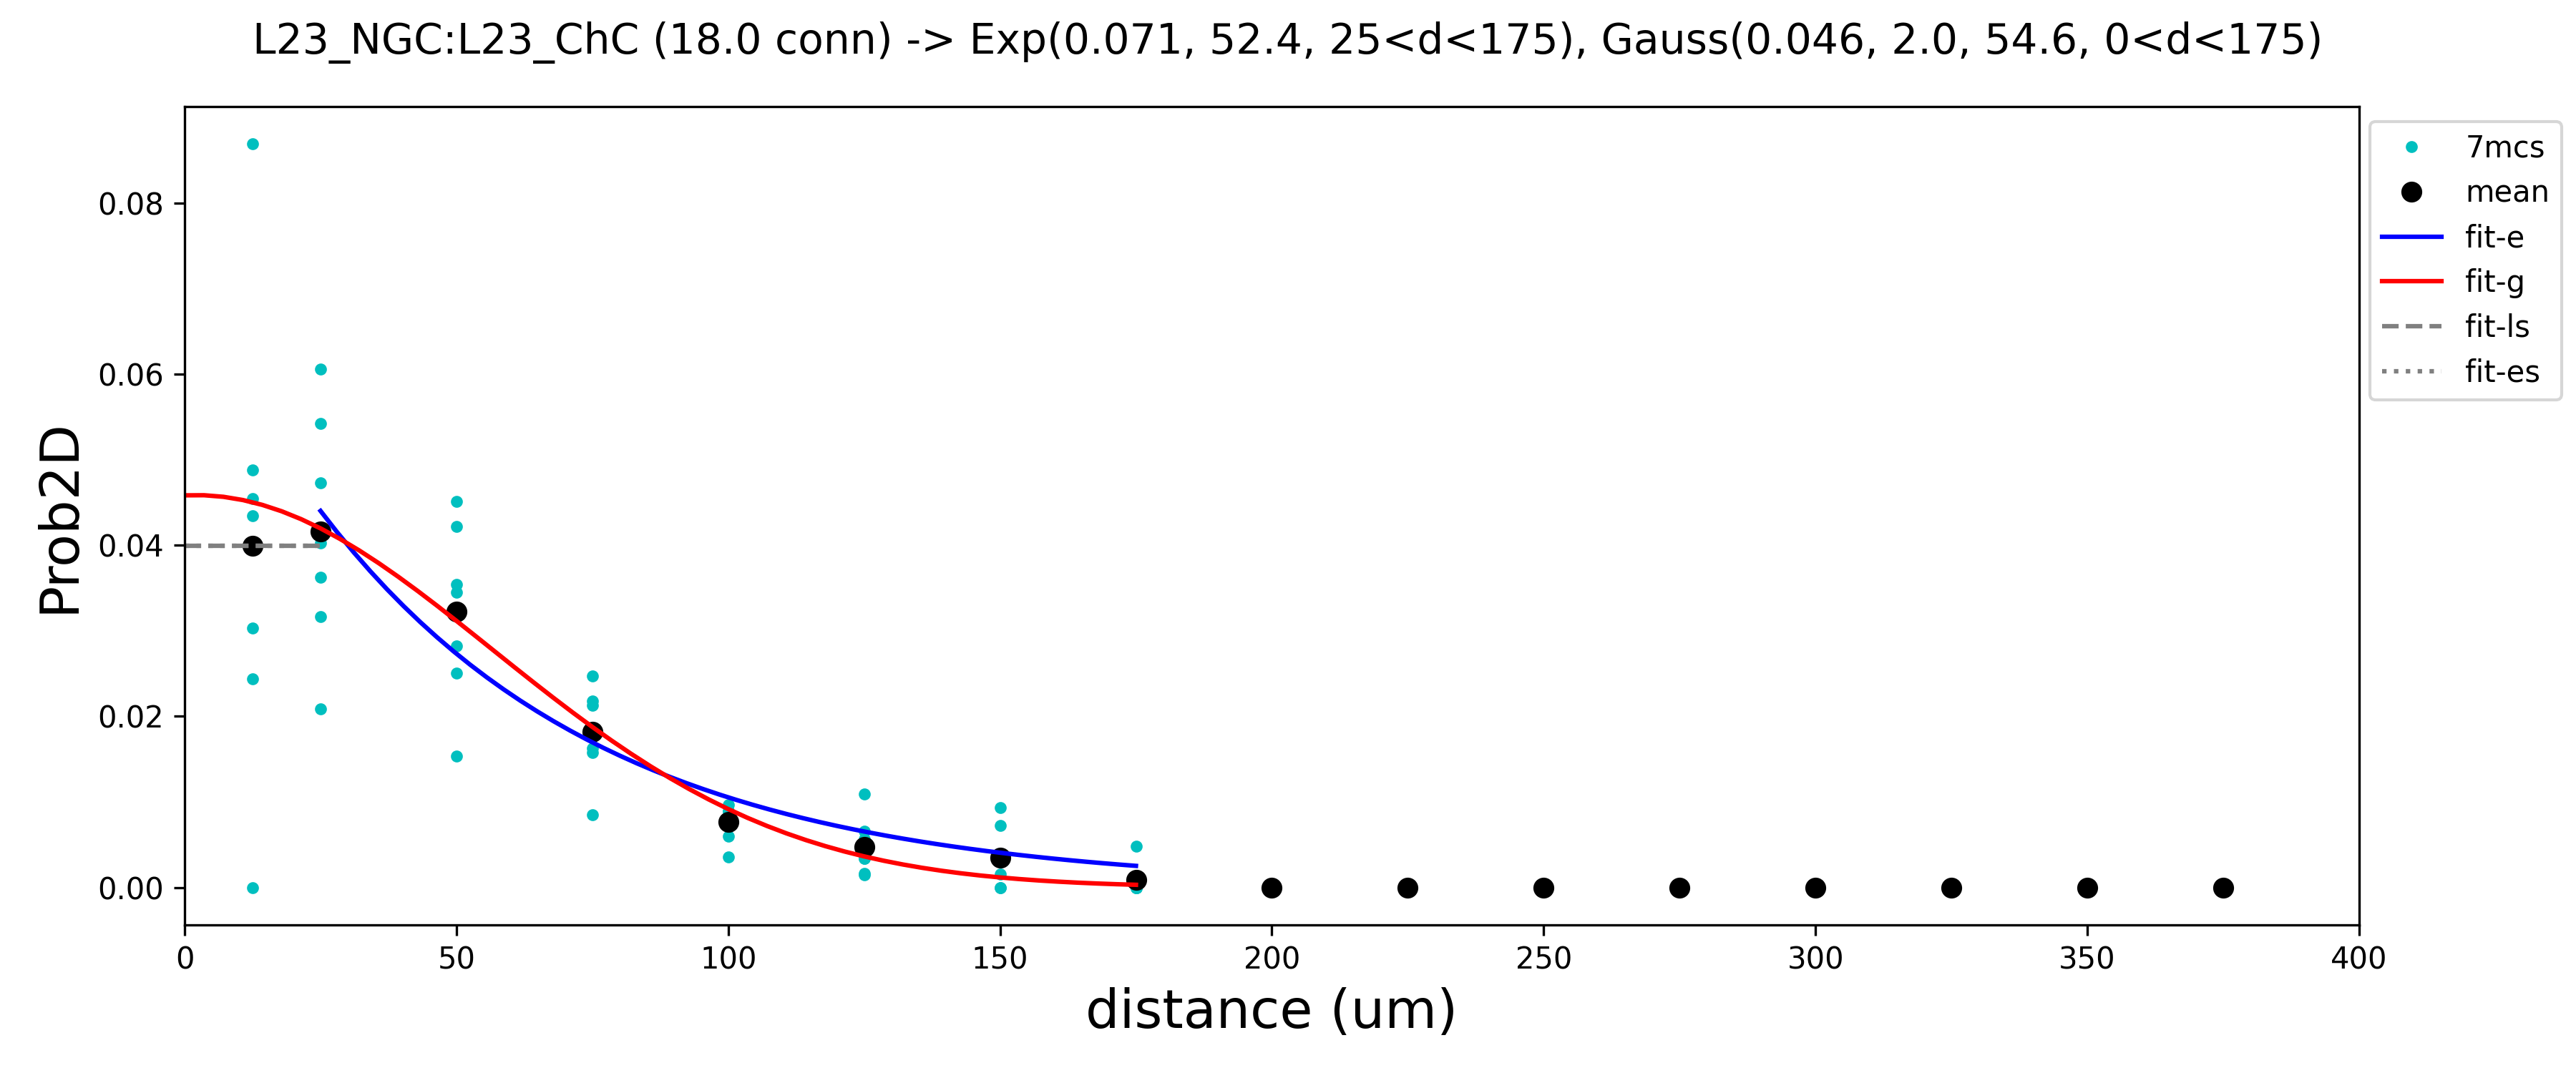 L23_NGC:L23_ChC (18.0 conn) -> Exp(0.071, 52.4, 25<d<175), Gauss(0.046, 2.0, 54.6, 0<d<175)
7mcs
mean
fit-e
fit-g
fit-ls
fit-es
Prob2D
0.08
0.06
0.04
0.02
0.00
0 50 100 150 200 250 300 350 400
distance (um)